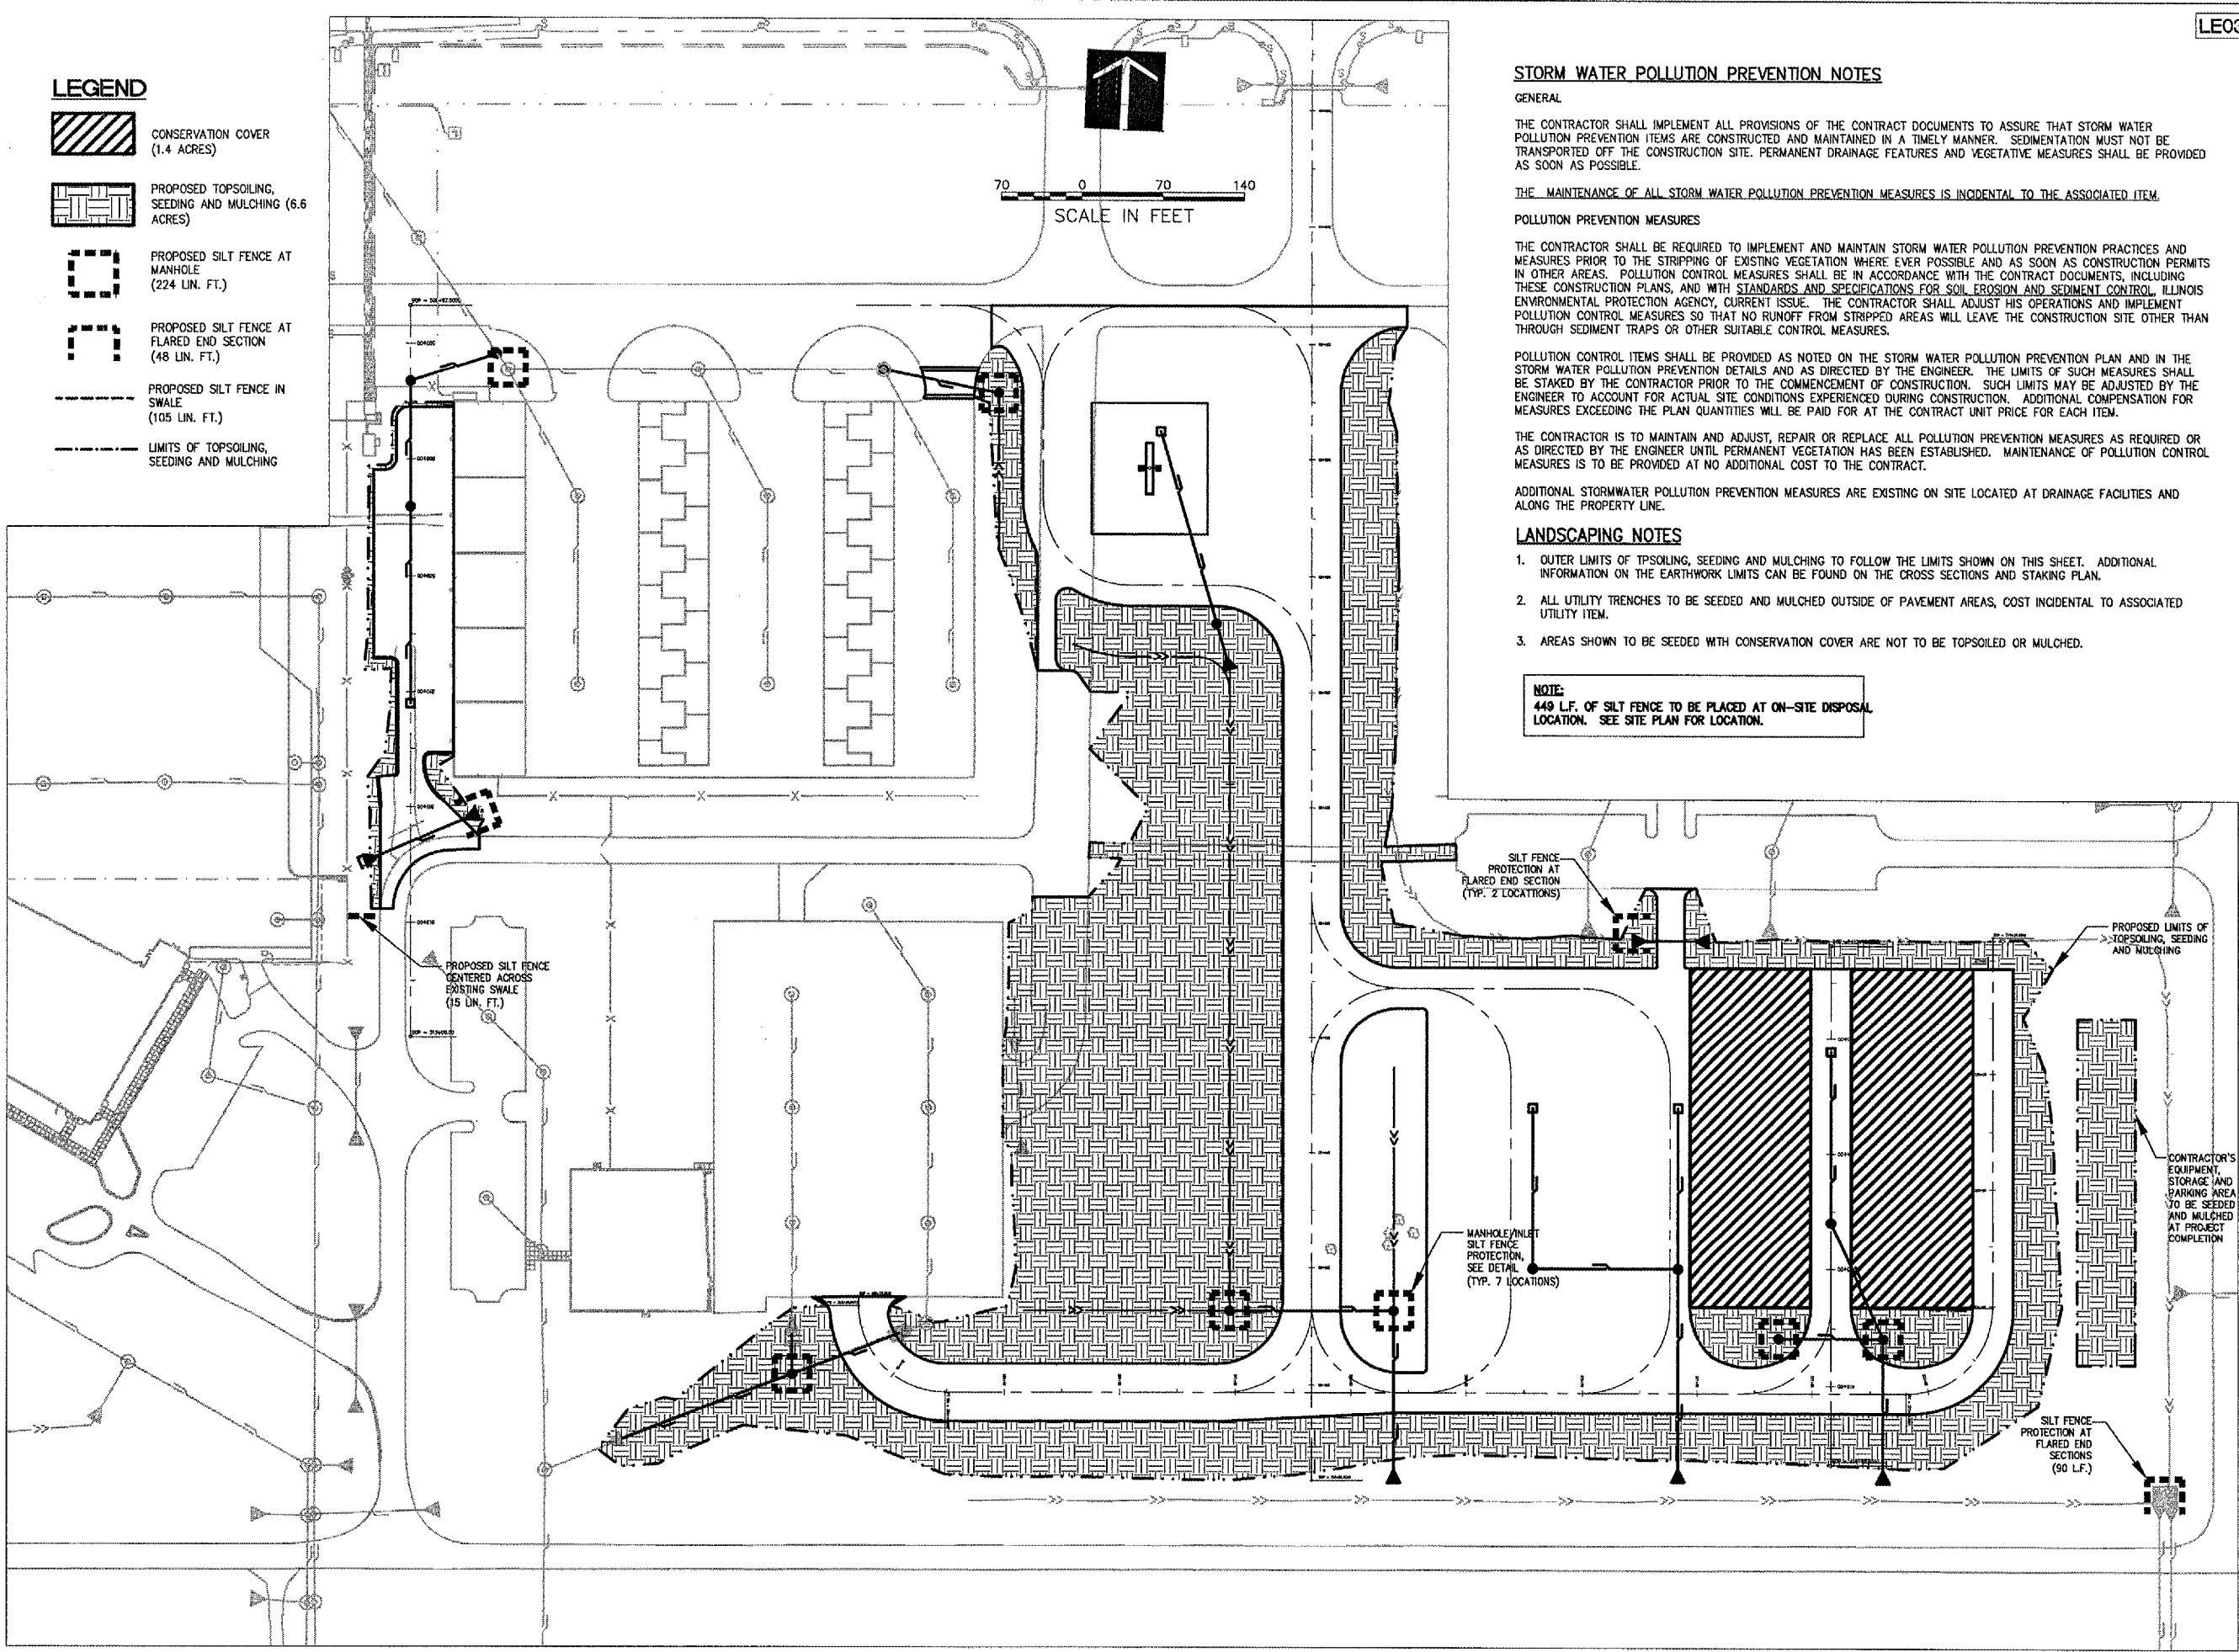 LE03
LEGEND
CONSERVATION COVER
(1.4 ACRES)
PROPOSED TOPSOILING,
SEEDING AND MULCHING (6.6
ACRES)
PROPOSED SILT FENCE AT
MANHOLE
(224 LIN. FT.)
PROPOSED SILT FENCE AT
FLARED END SECTION
(48 LIN. FT.)
PROPOSED SILT FENCE IN
SWALE
(105 LIN. FT.)
LIMITS OF TOPSOILING,
SEEDING AND MULCHING
70 0 70 140
SCALE IN FEET
STORM WATER POLLUTION PREVENTION NOTES
GENERAL
THE CONTRACTOR SHALL IMPLEMENT ALL PROVISIONS OF THE CONTRACT DOCUMENTS TO ASSURE THAT STORM WATER
POLLUTION PREVENTION ITEMS ARE CONSTRUCTED AND MAINTAINED IN A TIMELY MANNER. SEDIMENTATION MUST NOT BE
TRANSPORTED OFF THE CONSTRUCTION SITE. PERMANENT DRAINAGE FEATURES AND VEGETATIVE MEASURES SHALL BE PROVIDED
AS SOON AS POSSIBLE.
THE MAINTENANCE OF ALL STORM WATER POLLUTION PREVENTION MEASURES IS INCIDENTAL TO THE ASSOCIATED ITEM.
POLLUTION PREVENTION MEASURES
THE CONTRACTOR SHALL BE REQUIRED TO IMPLEMENT AND MAINTAIN STORM WATER POLLUTION PREVENTION PRACTICES AND
MEASURES PRIOR TO THE STRIPPING OF EXISTING VEGETATION WHERE EVER POSSIBLE AND AS SOON AS CONSTRUCTION PERMITS
IN OTHER AREAS. POLLUTION CONTROL MEASURES SHALL BE IN ACCORDANCE WITH THE CONTRACT DOCUMENTS, INCLUDING
THESE CONSTRUCTION PLANS, AND WITH STANDARDS AND SPECIFICATIONS FOR SOIL EROSION AND SEDIMENT CONTROL, ILLINOIS
ENVIRONMENTAL PROTECTION AGENCY, CURRENT ISSUE. THE CONTRACTOR SHALL ADJUST HIS OPERATIONS AND IMPLEMENT
POLLUTION CONTROL MEASURES SO THAT NO RUNOFF FROM STRIPPED AREAS WILL LEAVE THE CONSTRUCTION SITE OTHER THAN
THROUGH SEDIMENT TRAPS OR OTHER SUITABLE CONTROL MEASURES.
POLLUTION CONTROL ITEMS SHALL BE PROVIDED AS NOTED ON THE STORM WATER POLLUTION PREVENTION PLAN AND IN THE
STORM WATER POLLUTION PREVENTION DETAILS AND AS DIRECTED BY THE ENGINEER. THE LIMITS OF SUCH MEASURES SHALL
BE STAKED BY THE CONTRACTOR PRIOR TO THE COMMENCEMENT OF CONSTRUCTION. SUCH LIMITS MAY BE ADJUSTED BY THE
ENGINEER TO ACCOUNT FOR ACTUAL SITE CONDITIONS EXPERIENCED DURING CONSTRUCTION. ADDITIONAL COMPENSATION FOR
MEASURES EXCEEDING THE PLAN QUANTITIES WILL BE PAID FOR AT THE CONTRACT UNIT PRICE FOR EACH ITEM.
THE CONTRACTOR IS TO MAINTAIN AND ADJUST, REPAIR OR REPLACE ALL POLLUTION PREVENTION MEASURES AS REQUIRED OR
AS DIRECTED BY THE ENGINEER UNTIL PERMANENT VEGETATION HAS BEEN ESTABLISHED. MAINTENANCE OF POLLUTION CONTROL
MEASURES IS TO BE PROVIDED AT NO ADDITIONAL COST TO THE CONTRACT.
ADDITIONAL STORMWATER POLLUTION PREVENTION MEASURES ARE EXISTING ON SITE LOCATED AT DRAINAGE FACILITIES AND
ALONG THE PROPERTY LINE.
LANDSCAPING NOTES
1. OUTER LIMITS OF TPSOILING, SEEDING AND MULCHING TO FOLLOW THE LIMITS SHOWN ON THIS SHEET. ADDITIONAL
INFORMATION ON THE EARTHWORK LIMITS CAN BE FOUND ON THE CROSS SECTIONS AND STAKING PLAN.
2. ALL UTILITY TRENCHES TO BE SEEDED AND MULCHED OUTSIDE OF PAVEMENT AREAS, COST INCIDENTAL TO ASSOCIATED
UTILITY ITEM.
3. AREAS SHOWN TO BE SEEDED WITH CONSERVATION COVER ARE NOT TO BE TOPSOILED OR MULCHED.
NOTE:
449 L.F. OF SILT FENCE TO BE PLACED AT ON-SITE DISPOSAL
LOCATION. SEE SITE PLAN FOR LOCATION.
SILT FENCE
PROTECTION AT
FLARED END SECTION
(TYP. 2 LOCATIONS)
PROPOSED LIMITS OF
TOPSOILING, SEEDING
AND MULCHING
PROPOSED SILT FENCE
CENTERED ACROSS
EXISTING SWALE
(15 LIN. FT.)
CONTRACTOR'S
EQUIPMENT,
STORAGE AND
PARKING AREA
TO BE SEEDED
AND MULCHED
AT PROJECT
COMPLETION
MANHOLE/INLET
SILT FENCE
PROTECTION,
SEE DETAIL
(TYP. 7 LOCATIONS)
SILT FENCE
PROTECTION AT
FLARED END
SECTIONS
(90 L.F.)